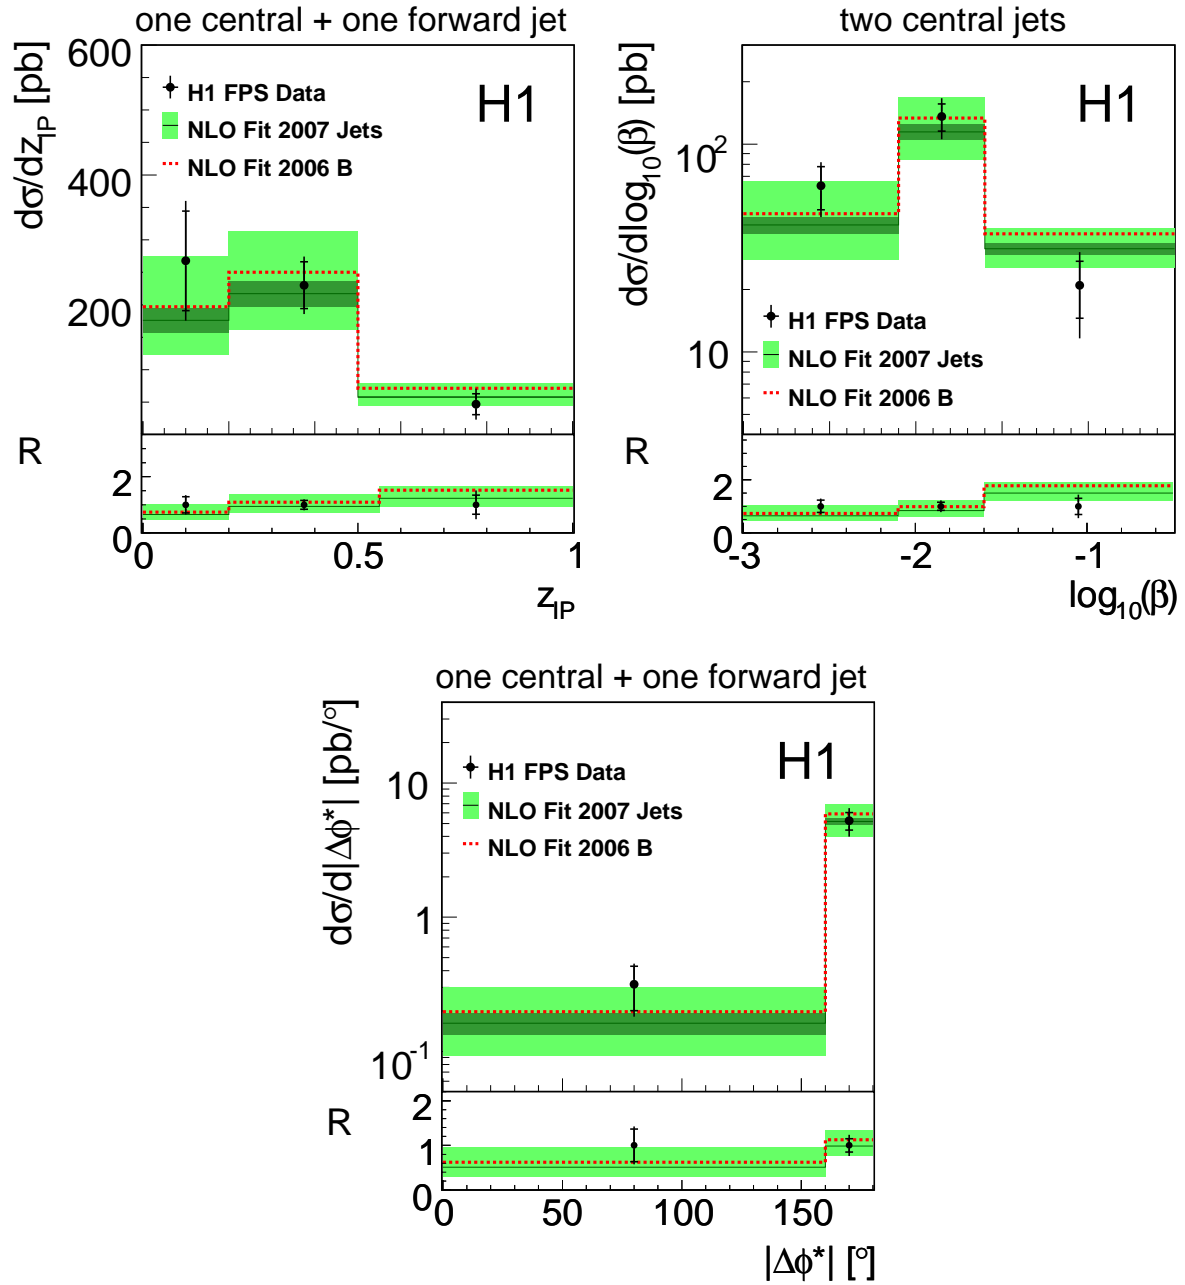 one central + one forward jet
dσ/dz_IP [pb]
600
400
200
H1
H1 FPS Data
NLO Fit 2007 Jets
NLO Fit 2006 B
R
2
0
0
0.5
1
z_IP
two central jets
dσ/dlog₁₀(β) [pb]
10²
10
H1
H1 FPS Data
NLO Fit 2007 Jets
NLO Fit 2006 B
R
2
0
-3
-2
-1
log₁₀(β)
one central + one forward jet
dσ/d|Δϕ*| [pb/°]
10
1
10⁻¹
H1
H1 FPS Data
NLO Fit 2007 Jets
NLO Fit 2006 B
R
2
1
0
0
50
100
150
|Δϕ*| [°]